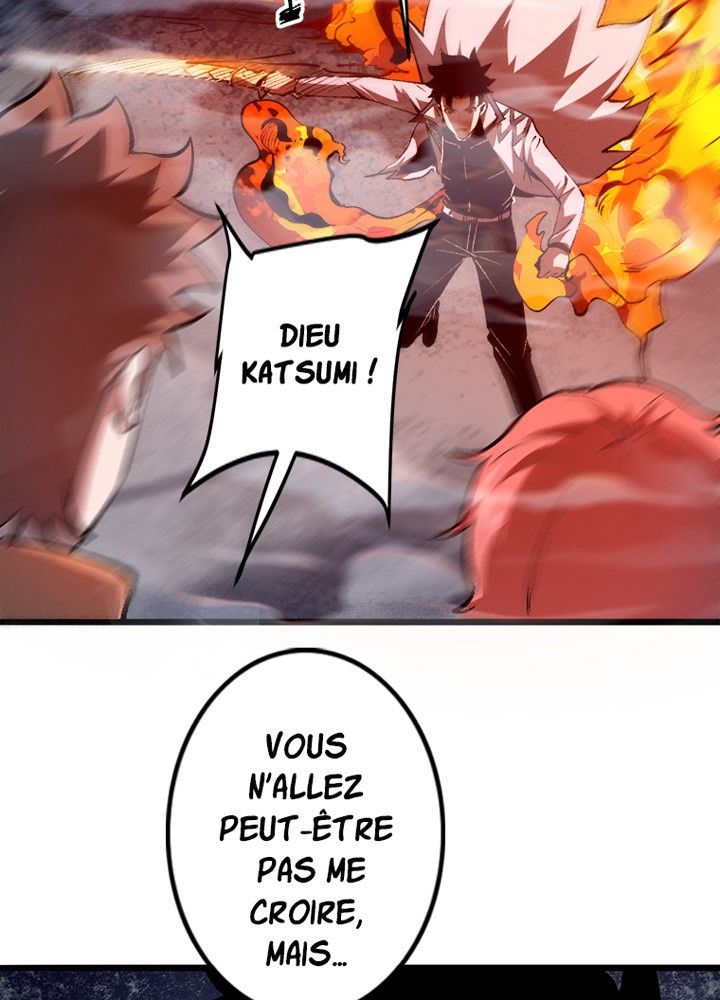 DIEU
KATSUMI !
VOUS
N'ALLEZ
PEUT-ÊTRE
PAS ME
CROIRE,
MAIS...